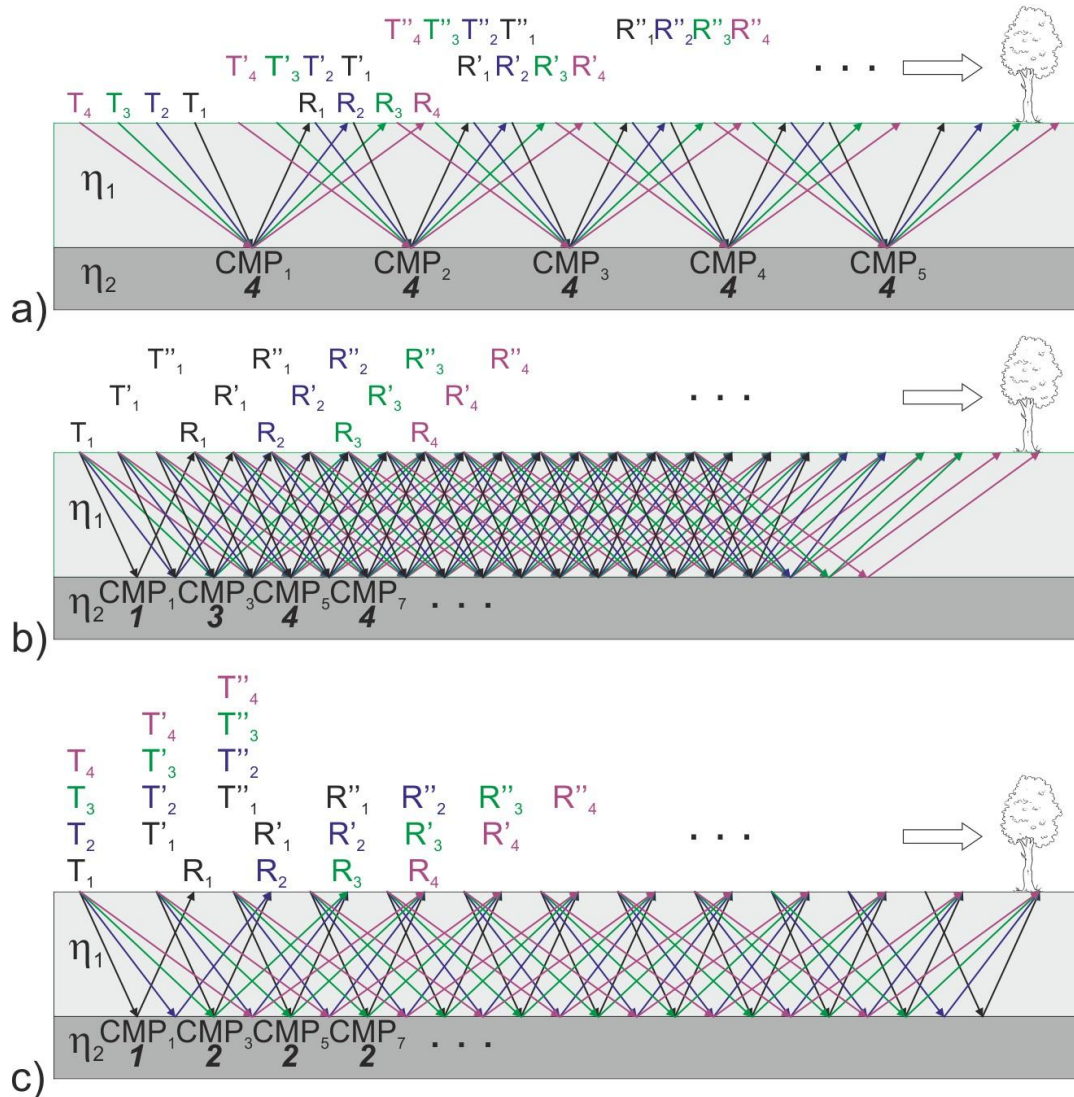 T''₄ T''₃ T''₂ T''₁ R''₁ R''₂ R''₃ R''₄
T'₄ T'₃ T'₂ T'₁ R'₁ R'₂ R'₃ R'₄ . . .
T₄ T₃ T₂ T₁ R₁ R₂ R₃ R₄
η₁
η₂ CMP₁ CMP₂ CMP₃ CMP₄ CMP₅
4 4 4 4 4
a)
T''₁ R''₁ R''₂ R''₃ R''₄
T'₁ R'₁ R'₂ R'₃ R'₄ . . .
T₁ R₁ R₂ R₃ R₄
η₁
η₂ CMP₁ CMP₃ CMP₅ CMP₇ . . .
1 3 4 4
b)
T''₄
T'₄ T''₃
T₄ T'₃ T''₂
T₃ T'₂ T''₁ R''₁ R''₂ R''₃ R''₄
T₂ T'₁ R'₁ R'₂ R'₃ R'₄ . . .
T₁ R₁ R₂ R₃ R₄
η₁
η₂ CMP₁ CMP₃ CMP₅ CMP₇ . . .
1 2 2 2
c)